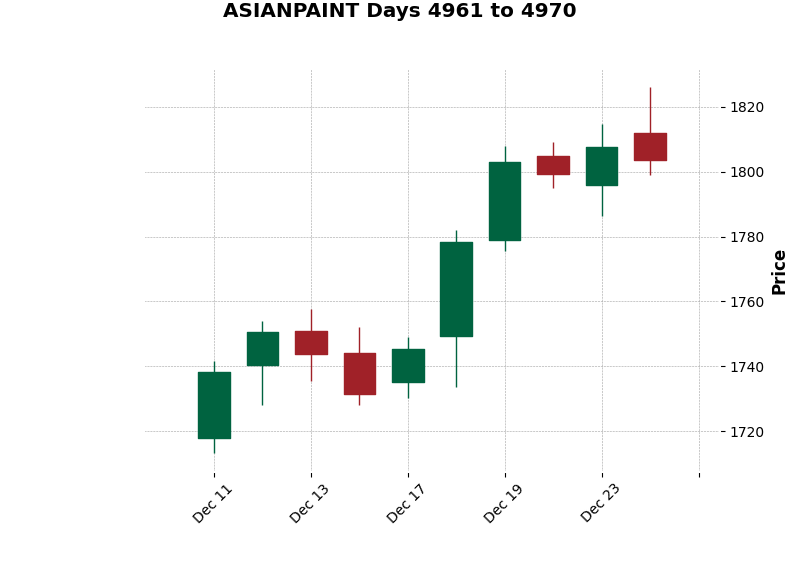 ASIANPAINT Days 4961 to 4970
1820
1800
1780
1760
1740
1720
Price
Dec 11
Dec 13
Dec 17
Dec 19
Dec 23